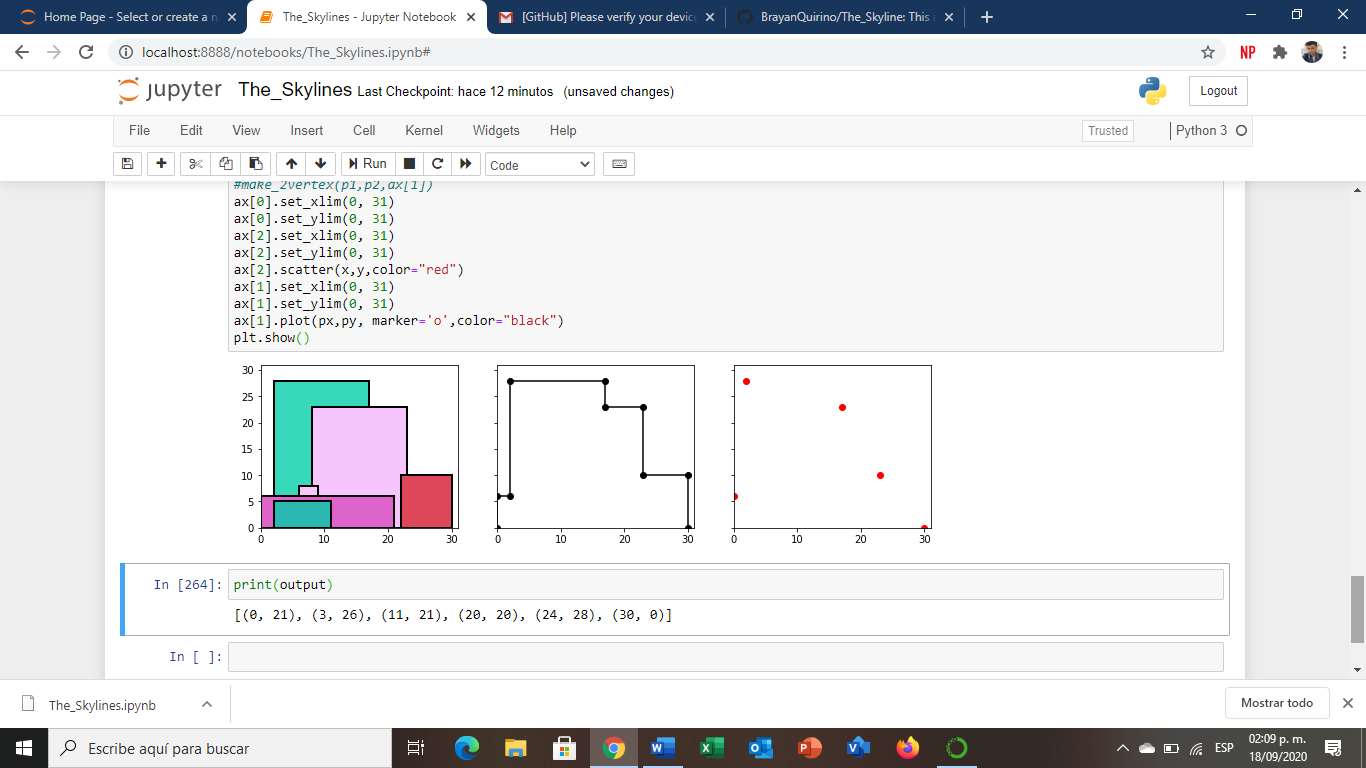 Home Page - Select or create a n
The_Skylines - Jupyter Notebook
[GitHub] Please verify your devic
BrayanQuirino/The_Skyline: This
localhost:8888/notebooks/The_Skylines.ipynb#
NP
jupyter The_Skylines Last Checkpoint: hace 12 minutos (unsaved changes)
Logout
File Edit View Insert Cell Kernel Widgets Help
Trusted
Python 3
Run
Code
#make_2vertex(p1,p2,ax[1])
ax[0].set_xlim(0, 31)
ax[0].set_ylim(0, 31)
ax[2].set_xlim(0, 31)
ax[2].set_ylim(0, 31)
ax[2].scatter(x,y,color="red")
ax[1].set_xlim(0, 31)
ax[1].set_ylim(0, 31)
ax[1].plot(px,py, marker='o',color="black")
plt.show()
30
25
20
15
10
5
0
0 10 20 30
0 10 20 30
0 10 20 30
In [264]: print(output)
[(0, 21), (3, 26), (11, 21), (20, 20), (24, 28), (30, 0)]
In [ ]:
The_Skylines.ipynb
Mostrar todo
Escribe aquí para buscar
ESP
02:09 p. m.
18/09/2020